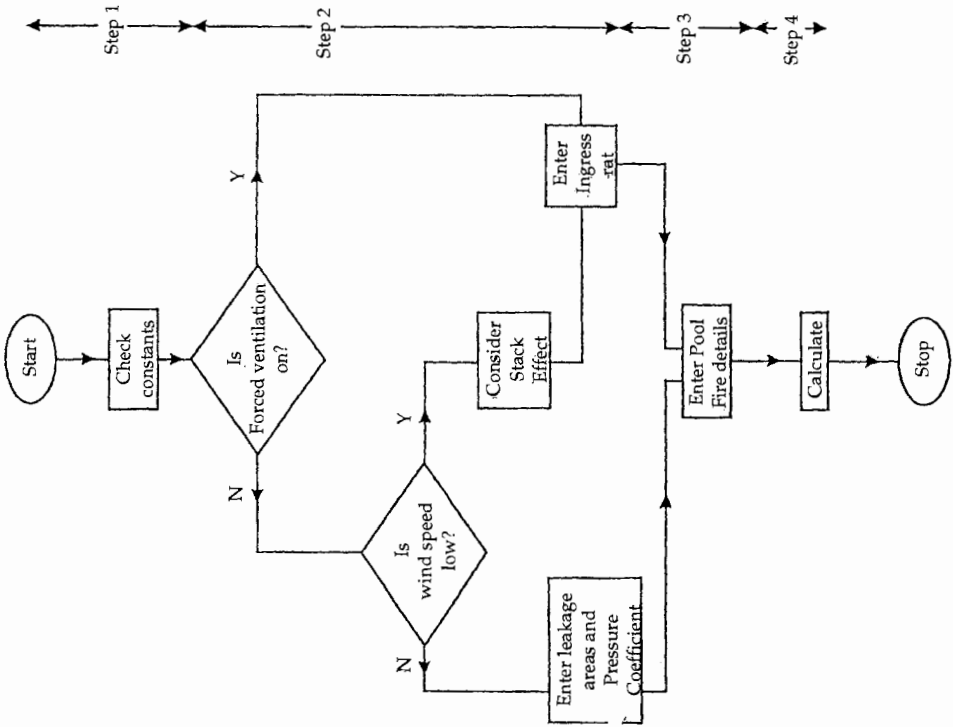 Start
Check
constants
Is
Forced ventilation
on?
Y
N
Is
wind speed
low?
Y
N
Consider
Stack
Effect
Enter
Ingress
rat
Enter leakage
areas and
Pressure
Coefficient
Enter Pool
Fire details
Calculate
Stop
Step 1
Step 2
Step 3
Step 4